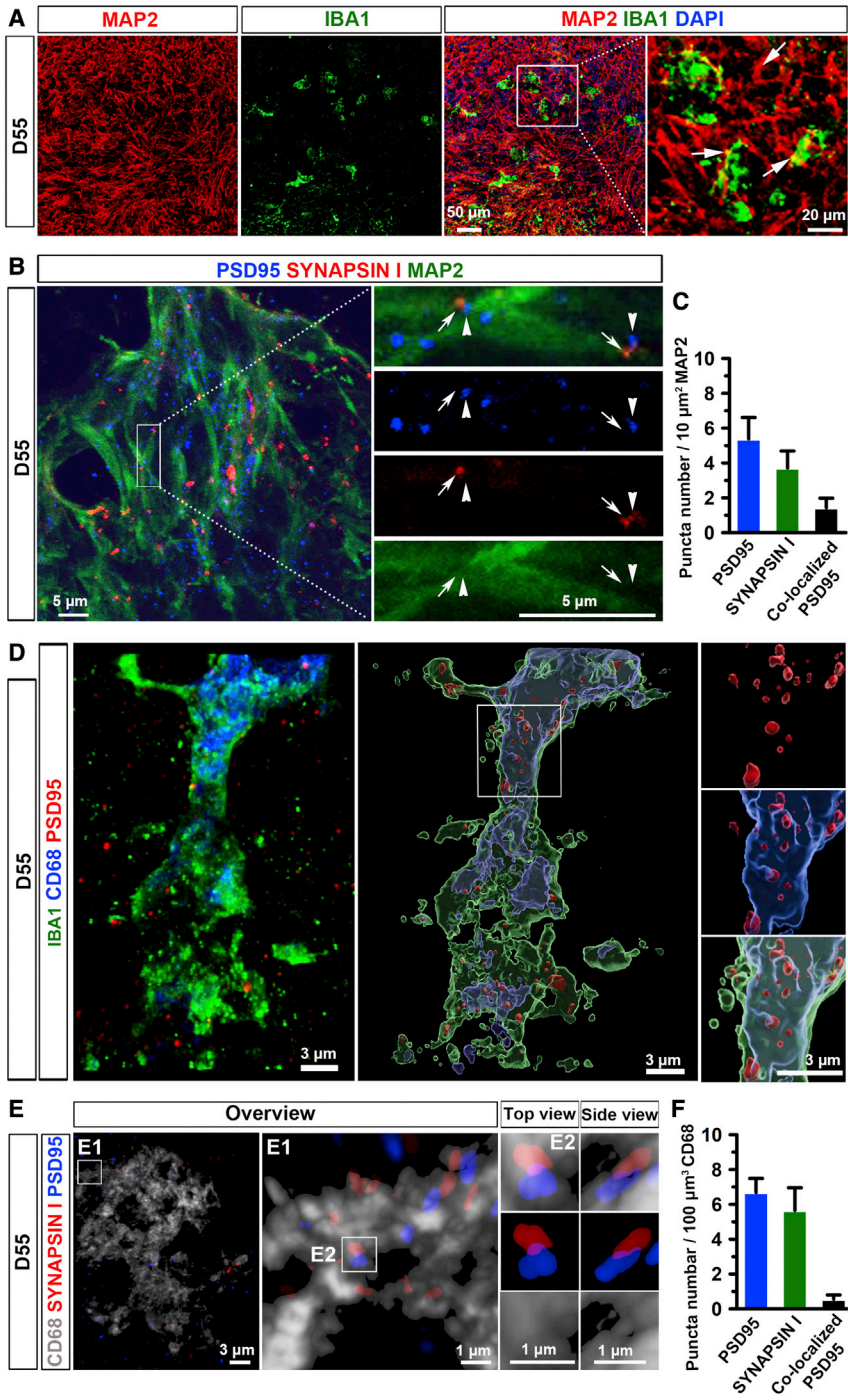 A
MAP2
IBA1
MAP2 IBA1 DAPI
D55
50 µm
20 µm
B
PSD95 SYNAPSIN I MAP2
D55
5 µm
5 µm
C
Puncta number / 10 µm² MAP2
10
8
6
4
2
0
PSD95
SYNAPSIN I
Co-localized
PSD95
D
D55
IBA1 CD68 PSD95
3 µm
3 µm
3 µm
E
Overview
Top view
Side view
D55
CD68 SYNAPSIN I PSD95
E1
E1
E2
E2
3 µm
1 µm
1 µm
1 µm
F
Puncta numbar / 100 µm³ CD68
10
8
6
4
2
0
PSD95
SYNAPSIN I
Co-localized
PSD95